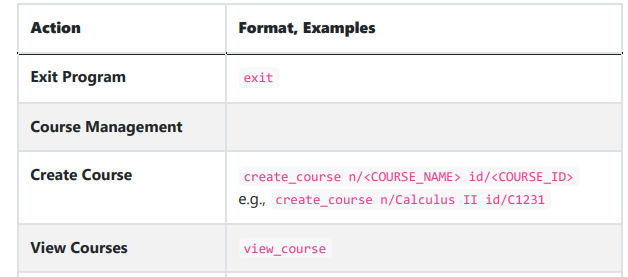 Action Format, Examples
Exit Program exit
Course Management
Create Course create_course n/<COURSE_NAME> id/<COURSE_ID>
e.g., create_course n/Calculus II id/C1231
View Courses view_course